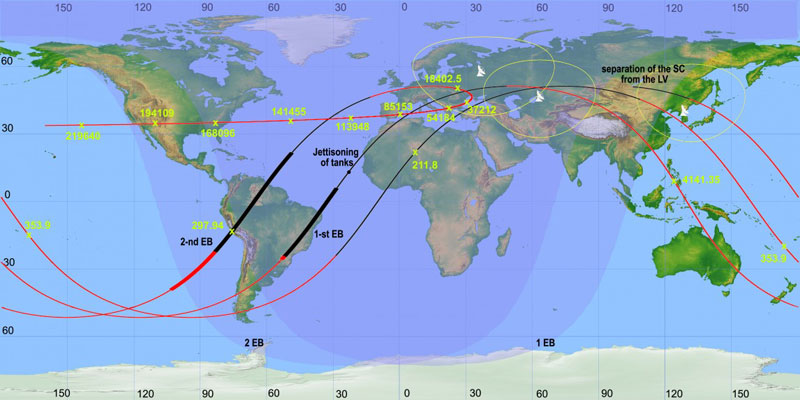 150 120 90 60 30 0 30 60 90 120 150
60
18402.5
separation of the SC
from the LV
194109
141455
85153
37212
54184
219640
168096
113948
30
Jettisoning
of tanks
211,8
4141.35
0
353.9
297.94
2-nd EB
1-st EB
353.9
30
60
2 EB
1 EB
150 120 90 60 30 0 30 60 90 120 150